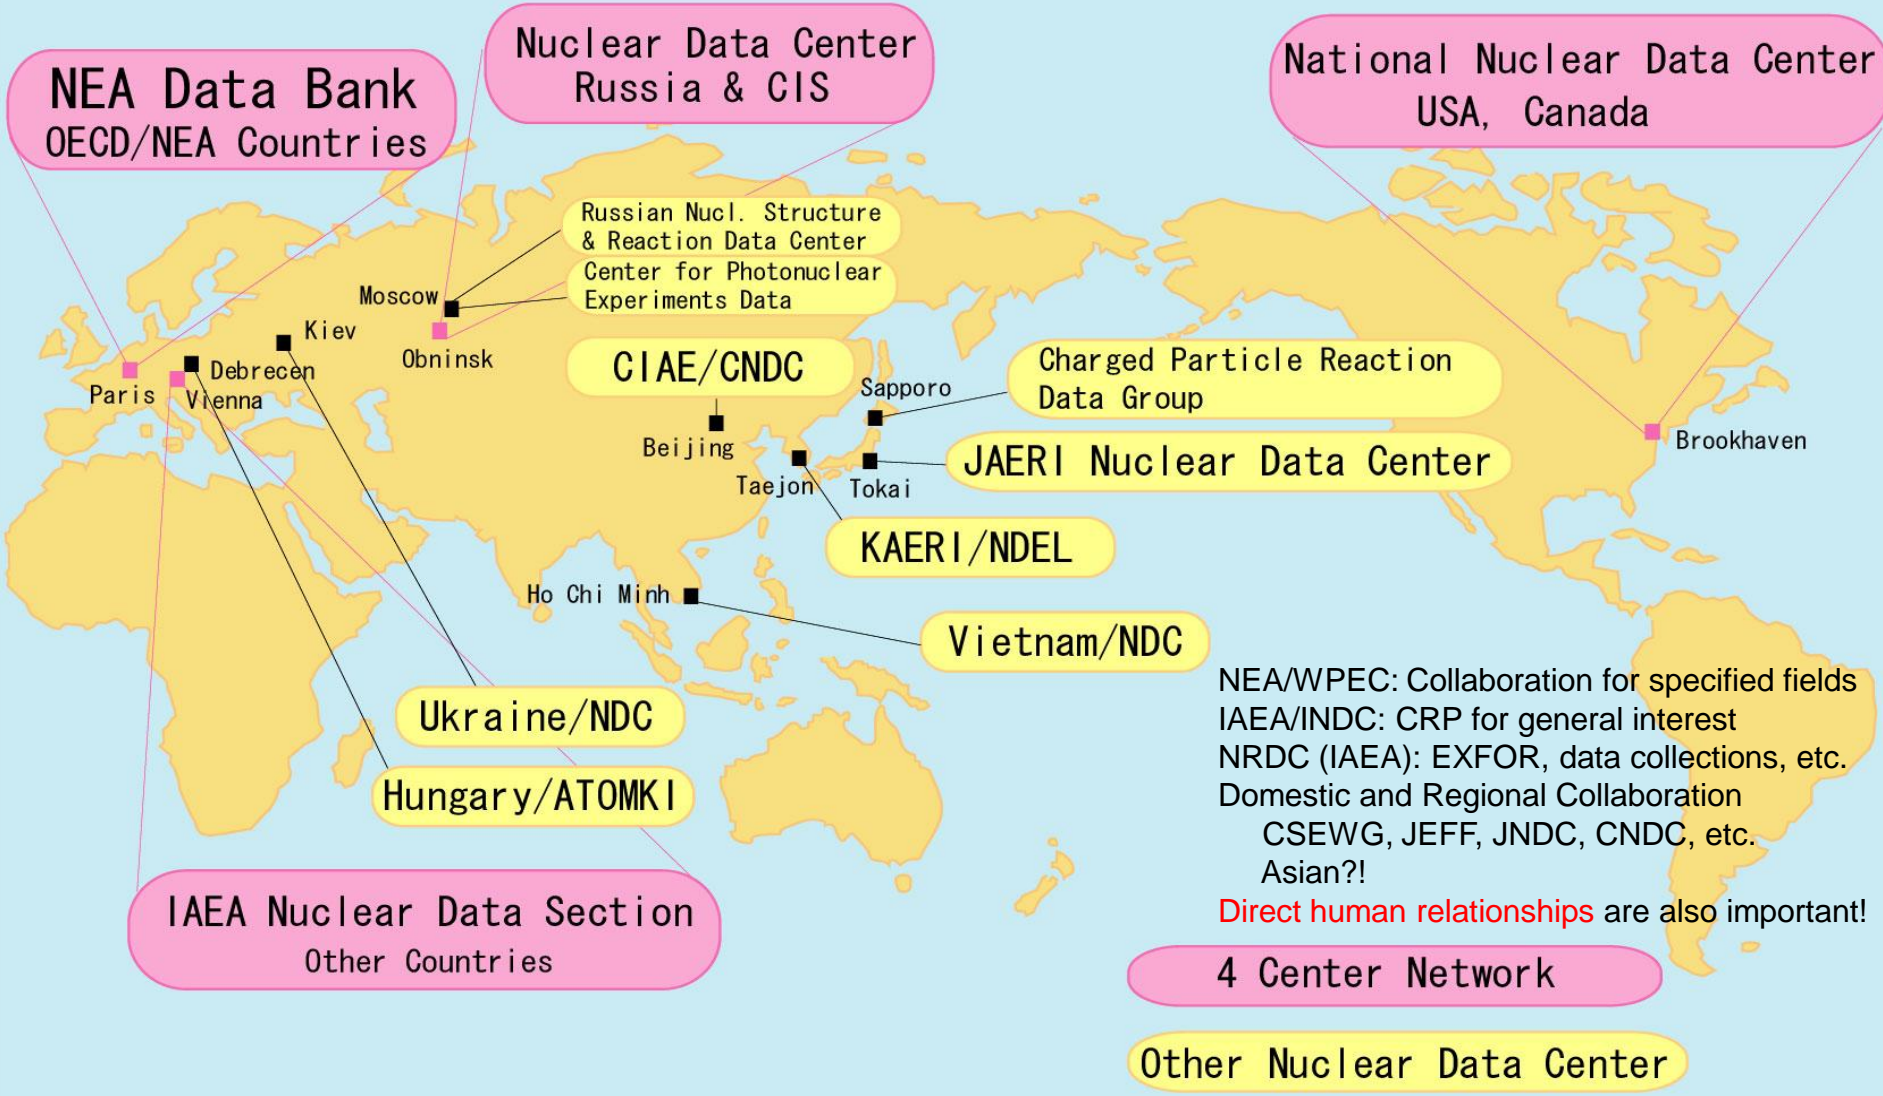 NEA Data Bank
OECD/NEA Countries
Nuclear Data Center
Russia & CIS
National Nuclear Data Center
USA, Canada
Russian Nucl. Structure
& Reaction Data Center
Center for Photonuclear
Experiments Data
Moscow
Kiev
Obninsk
Debrecen
Paris
Vienna
CIAE/CNDC
Beijing
Sapporo
Charged Particle Reaction
Data Group
Brookhaven
JAERI Nuclear Data Center
Taejon
Tokai
KAERI/NDEL
Ho Chi Minh
Vietnam/NDC
Ukraine/NDC
Hungary/ATOMKI
NEA/WPEC: Collaboration for specified fields
IAEA/INDC: CRP for general interest
NRDC (IAEA): EXFOR, data collections, etc.
Domestic and Regional Collaboration
CSEWG, JEFF, JNDC, CNDC, etc.
Asian?!
Direct human relationships are also important!
IAEA Nuclear Data Section
Other Countries
4 Center Network
Other Nuclear Data Center